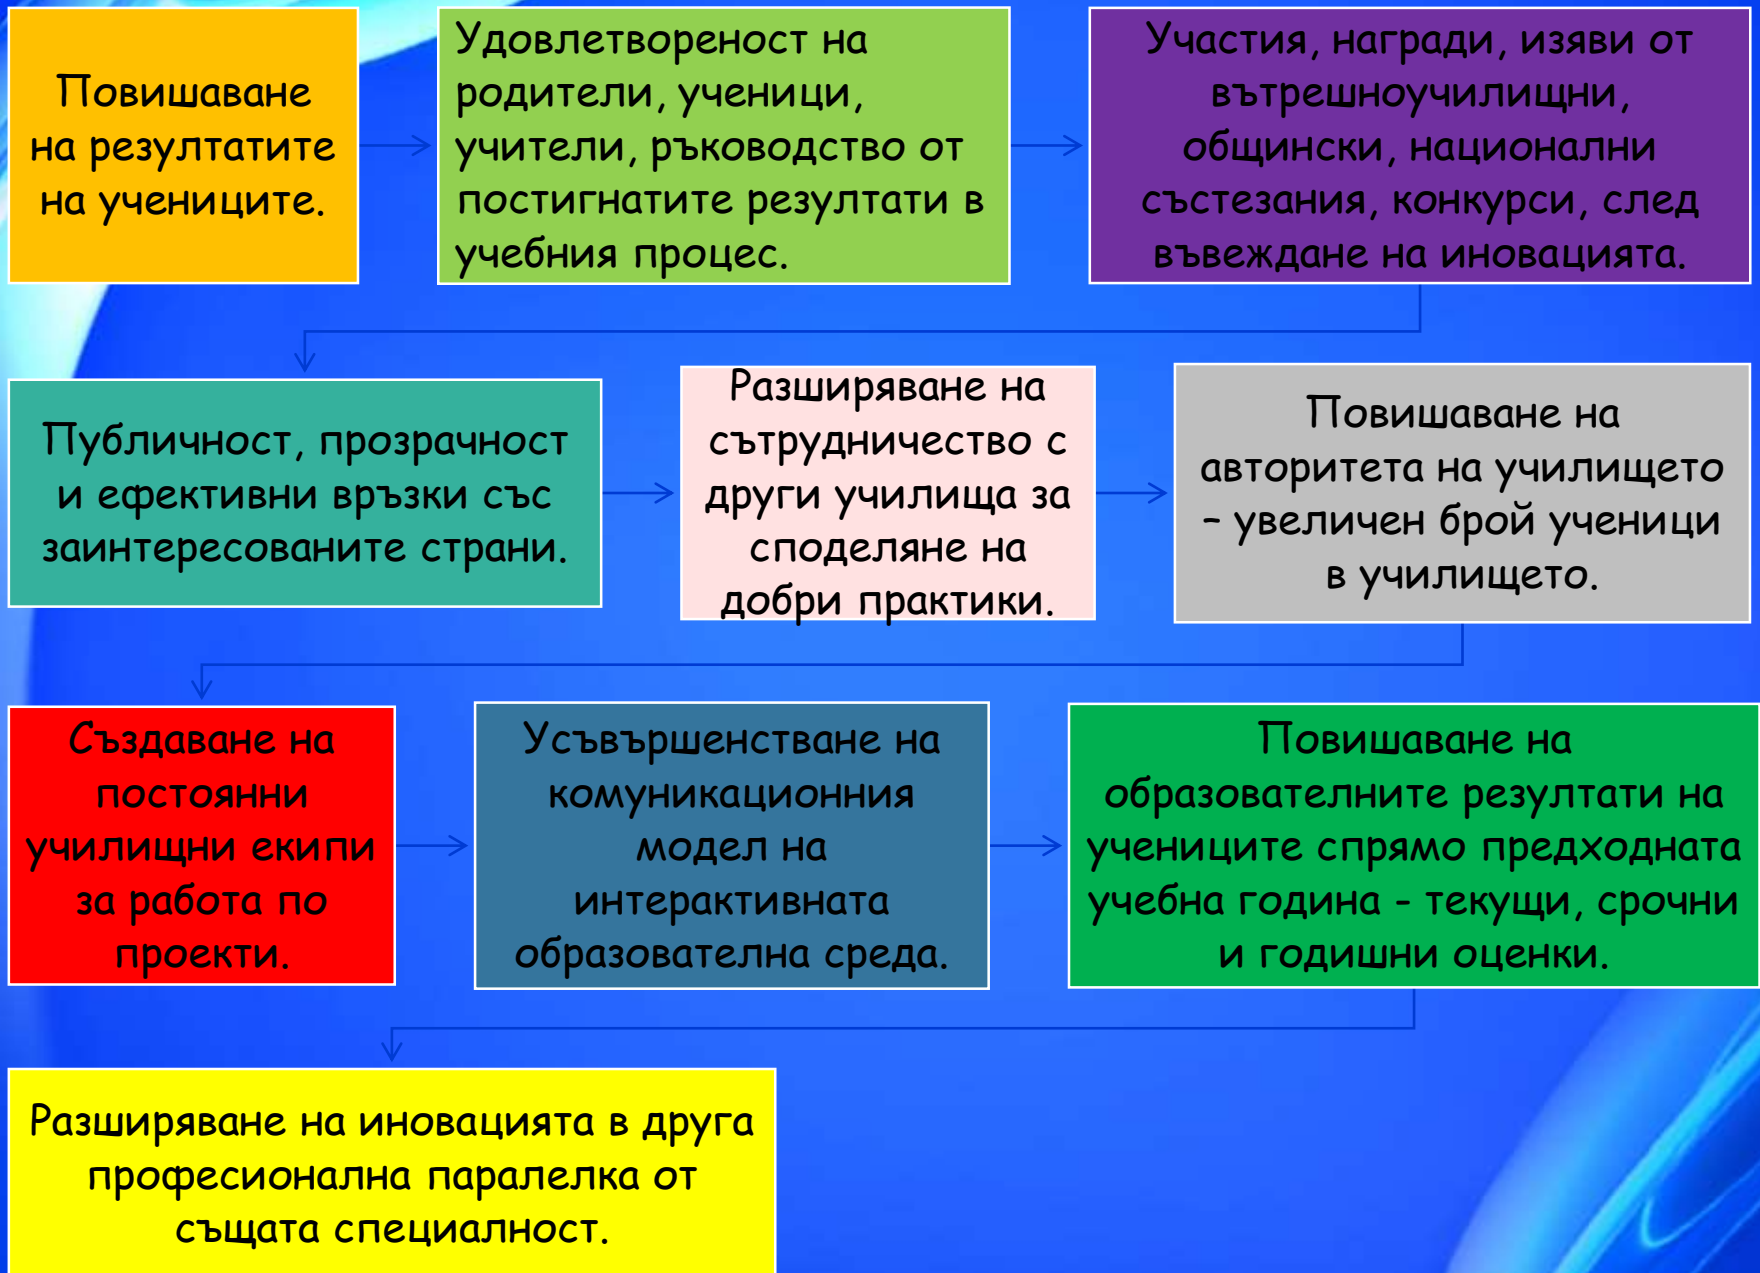 Повишаване
на резултатите
на учениците.
Удовлетвореност на
родители, ученици,
учители, ръководство от
постигнатите резултати в
учебния процес.
Участия, награди, изяви от
вътрешноучилищни,
общински, национални
състезания, конкурси, след
въвеждане на иновацията.
Публичност, прозрачност
и ефективни връзки със
заинтересованите страни.
Разширяване на
сътрудничество с
други училища за
споделяне на
добри практики.
Повишаване на
авторитета на училището
– увеличен брой ученици
в училището.
Създаване на
постоянни
училищни екипи
за работа по
проекти.
Усъвършенстване на
комуникационния
модел на
интерактивната
образователна среда.
Повишаване на
образователните резултати на
учениците спрямо предходната
учебна година - текущи, срочни
и годишни оценки.
Разширяване на иновацията в друга
професионална паралелка от
същата специалност.